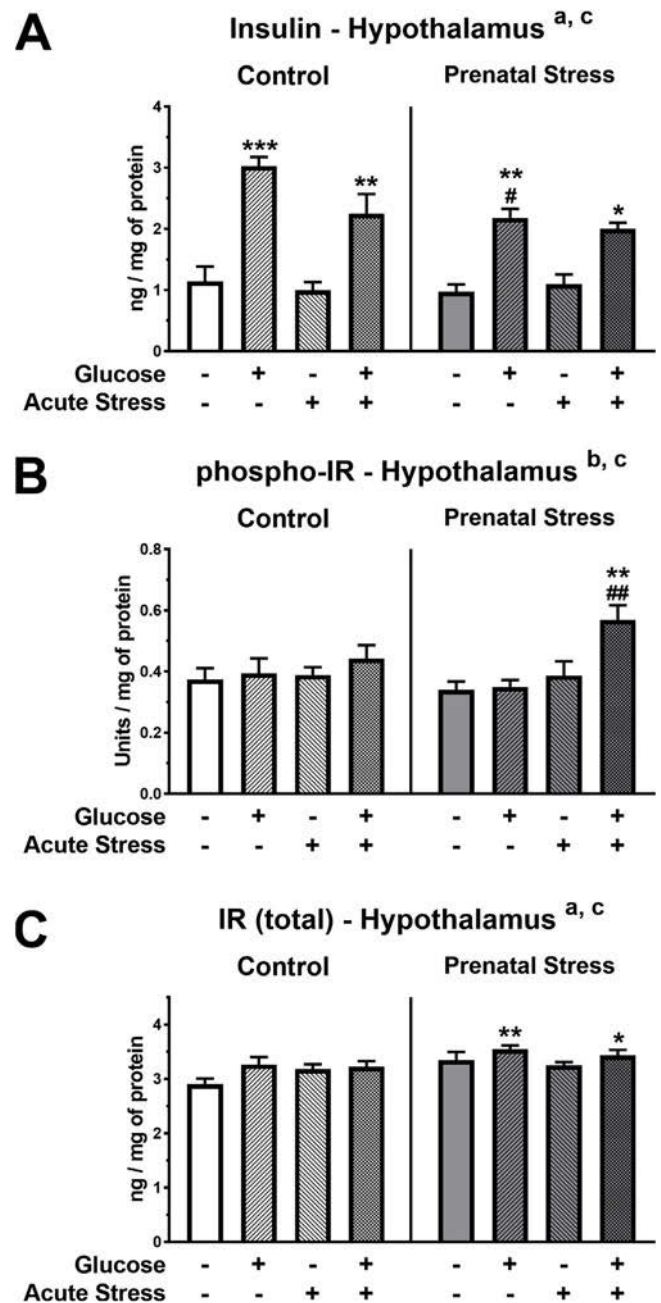 A
Insulin - Hypothalamus a, c
Control Prenatal Stress
ng / mg of protein
4
3
2
1
0
***
**
**
#
*
Glucose - + - + - + - +
Acute Stress - - + + - - + +
B
phospho-IR - Hypothalamus b, c
Control Prenatal Stress
Units / mg of protein
0.8
0.6
0.4
0.2
0.0
**
##
Glucose - + - + - + - +
Acute Stress - - + + - - + +
C
IR (total) - Hypothalamus a, c
Control Prenatal Stress
ng / mg of protein
4
3
2
1
0
**
*
Glucose - + - + - + - +
Acute Stress - - + + - - + +